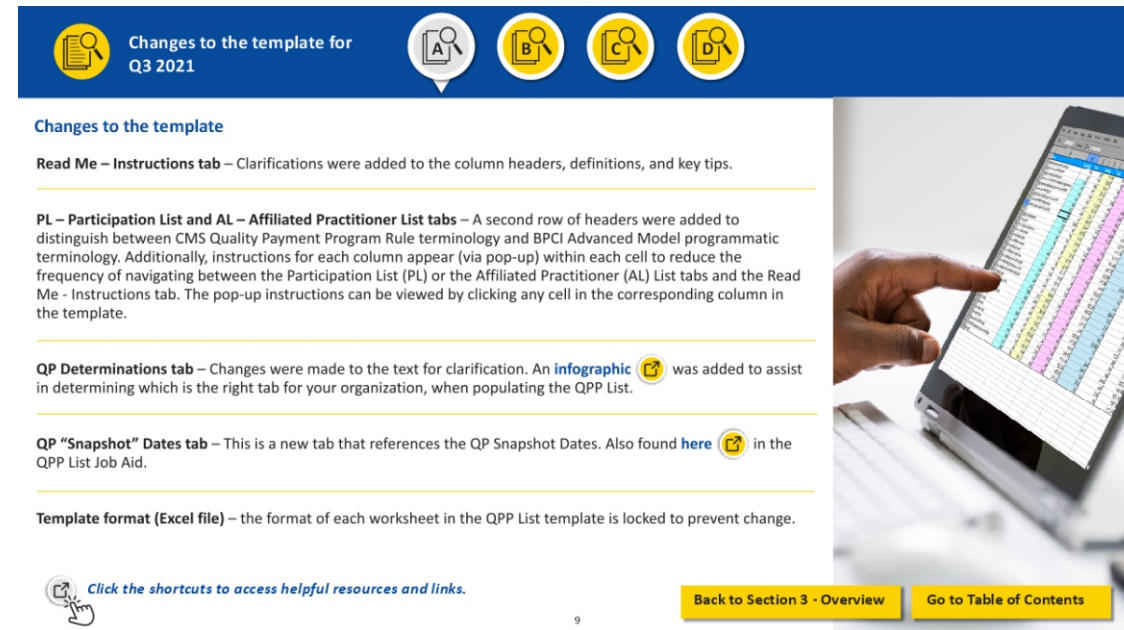 Changes to the template for
Q3 2021
A
B
C
D
Changes to the template
Read Me – Instructions tab – Clarifications were added to the column headers, definitions, and key tips.
PL – Participation List and AL – Affiliated Practitioner List tabs – A second row of headers were added to
distinguish between CMS Quality Payment Program Rule terminology and BPCI Advanced Model programmatic
terminology. Additionally, instructions for each column appear (via pop-up) within each cell to reduce the
frequency of navigating between the Participation List (PL) or the Affiliated Practitioner (AL) List tabs and the Read
Me - Instructions tab. The pop-up instructions can be viewed by clicking any cell in the corresponding column in
the template.
QP Determinations tab – Changes were made to the text for clarification. An infographic was added to assist
in determining which is the right tab for your organization, when populating the QPP List.
QP “Snapshot” Dates tab – This is a new tab that references the QP Snapshot Dates. Also found here in the
QPP List Job Aid.
Template format (Excel file) – the format of each worksheet in the QPP List template is locked to prevent change.
Click the shortcuts to access helpful resources and links.
Back to Section 3 - Overview
Go to Table of Contents
9